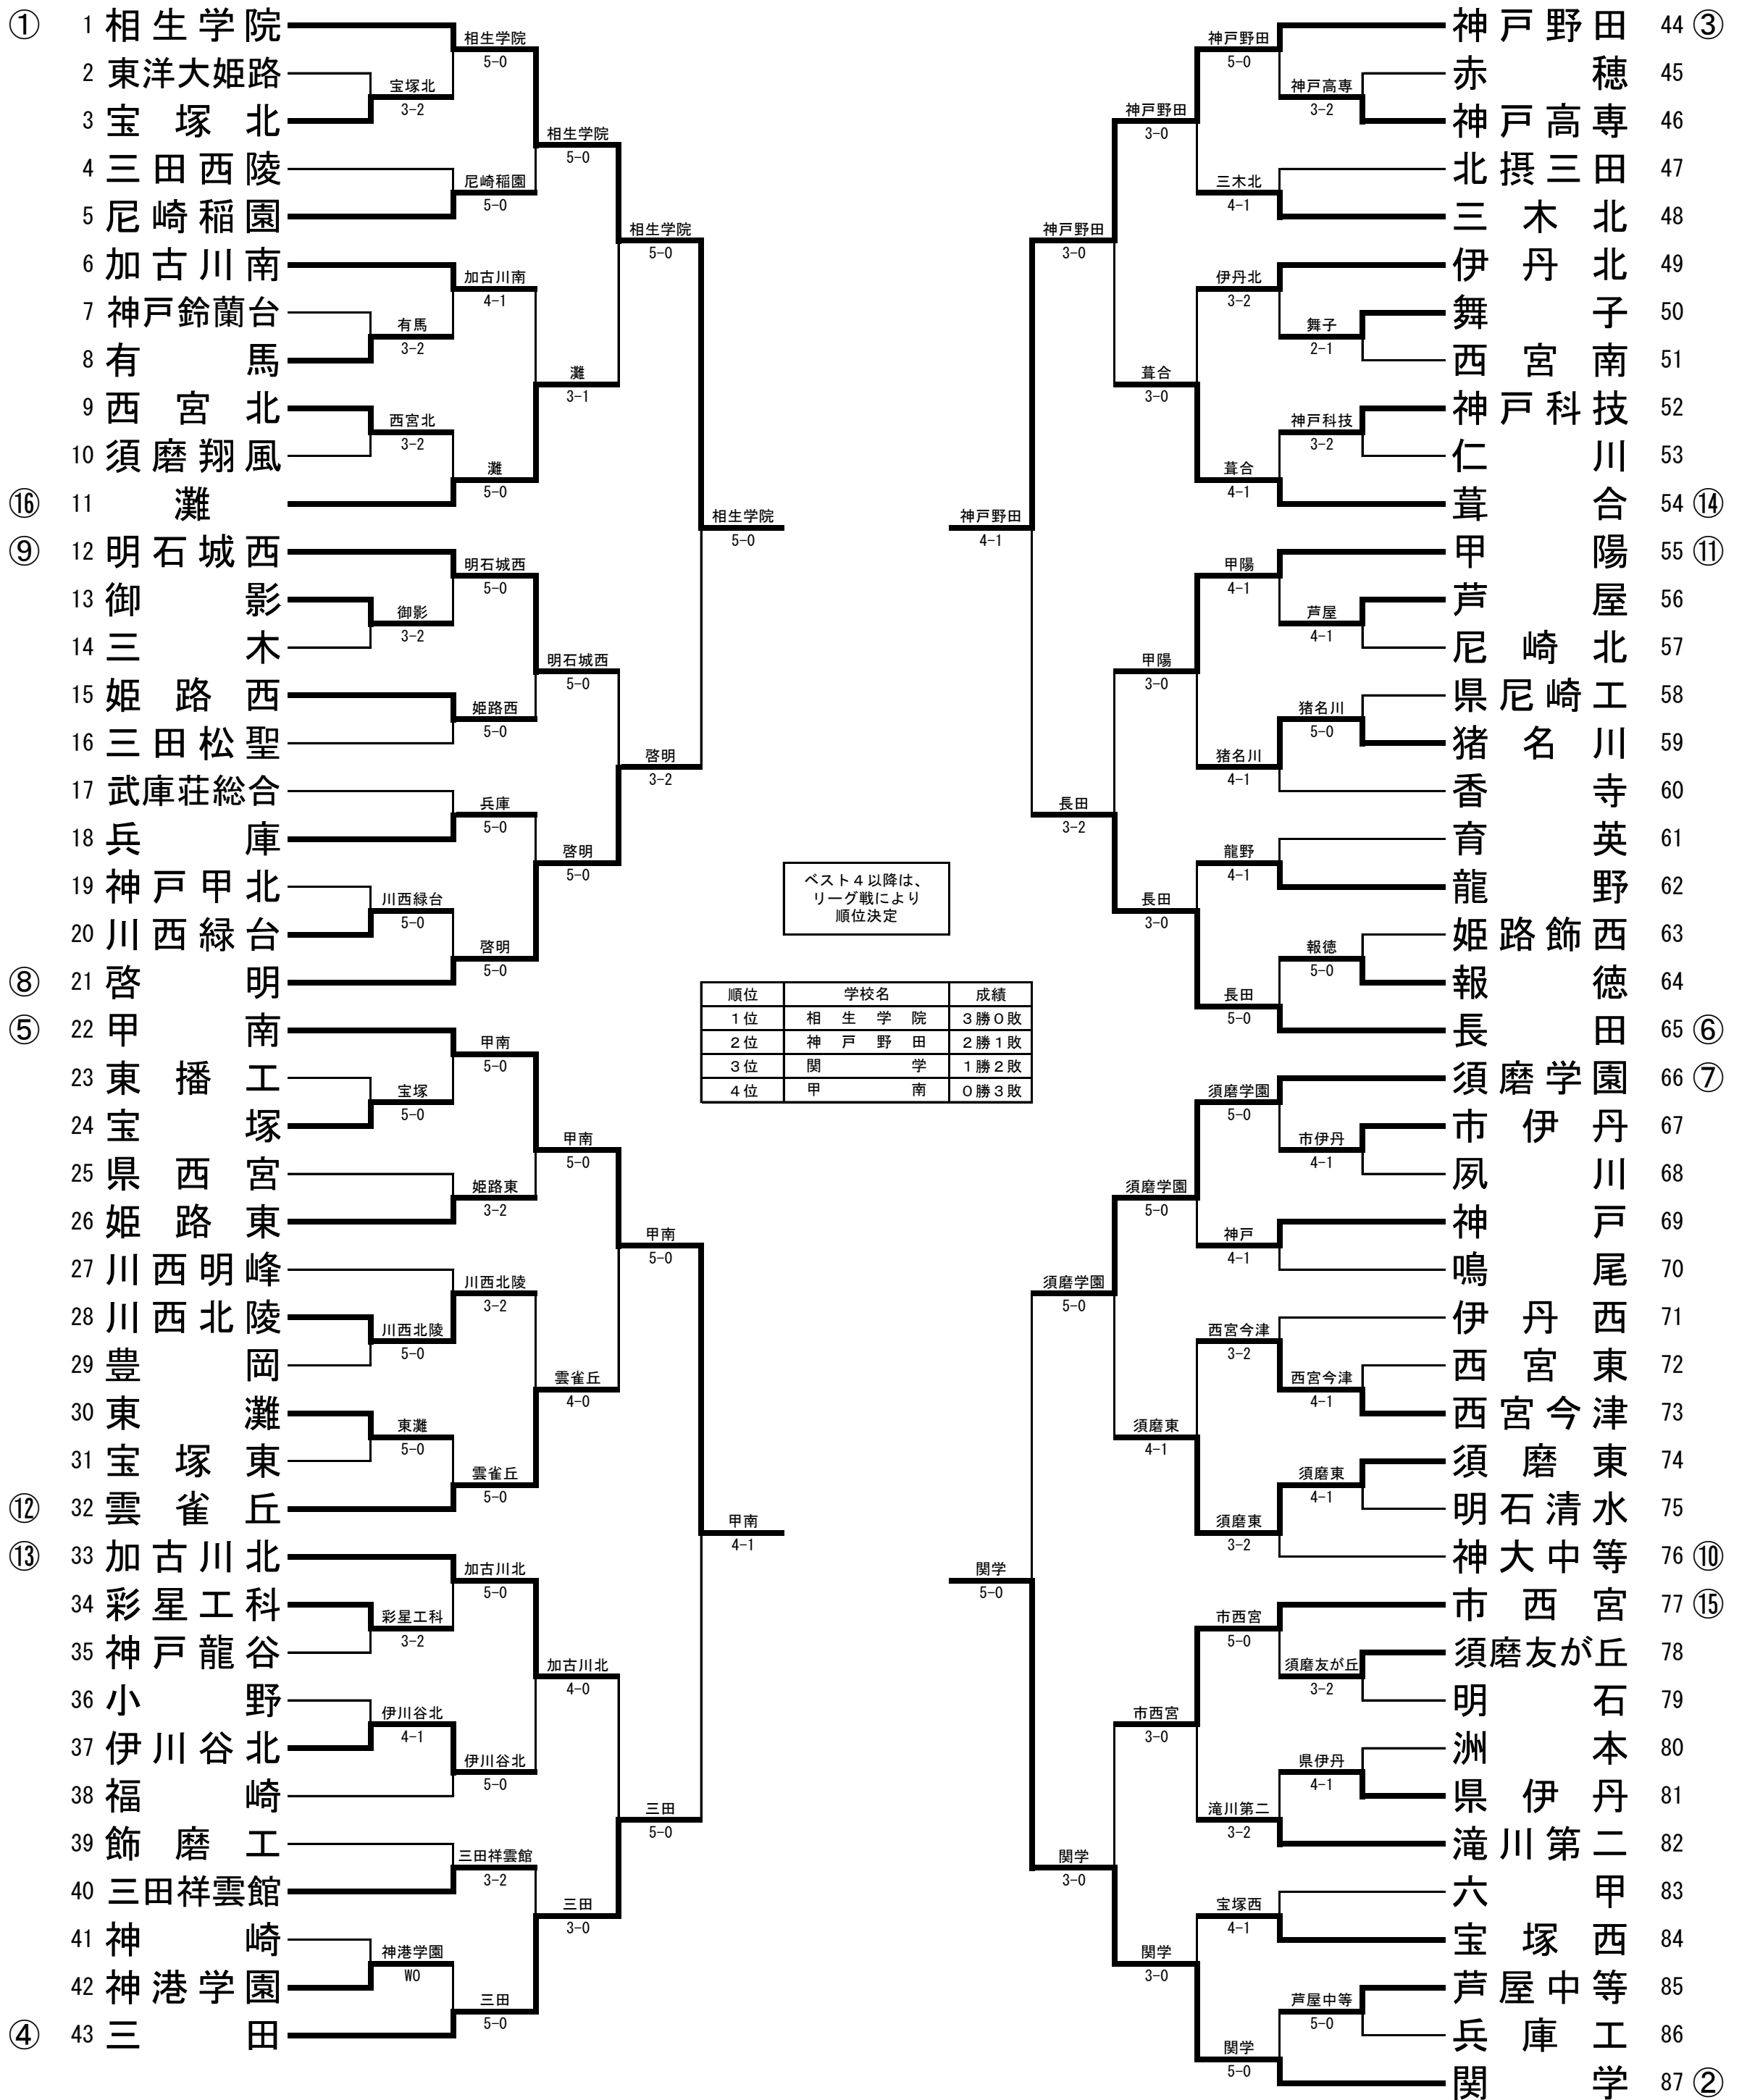 ① 1 相生学院
2 東洋大姫路
3 宝塚北
4 三田西陵
5 尼崎稲園
6 加古川南
7 神戸鈴蘭台
8 有馬
9 西宮北
10 須磨翔風
⑯ 11 灘
⑨ 12 明石城西
13 御影
14 三木
15 姫路西
16 三田松聖
17 武庫荘総合
18 兵庫
19 神戸甲北
20 川西緑台
⑧ 21 啓明
⑤ 22 甲南
23 東播工
24 宝塚
25 県西宮
26 姫路東
27 川西明峰
28 川西北陵
29 豊岡
30 東灘
31 宝塚東
⑫ 32 雲雀丘
⑬ 33 加古川北
34 彩星工科
35 神戸龍谷
36 小野
37 伊川谷北
38 福崎
39 飾磨工
40 三田祥雲館
41 神崎
42 神港学園
④ 43 三田
宝塚北
3-2
有馬
3-2
西宮北
3-2
御影
3-2
川西緑台
5-0
宝塚
5-0
川西北陵
5-0
東灘
5-0
彩星工科
3-2
伊川谷北
4-1
神港学園
WO
相生学院
5-0
尼崎稲園
5-0
加古川南
4-1
灘
5-0
明石城西
5-0
姫路西
5-0
兵庫
5-0
啓明
5-0
甲南
5-0
姫路東
3-2
川西北陵
3-2
雲雀丘
5-0
加古川北
5-0
伊川谷北
5-0
三田祥雲館
3-2
三田
5-0
相生学院
5-0
灘
3-1
明石城西
5-0
啓明
5-0
甲南
5-0
雲雀丘
4-0
加古川北
4-0
三田
3-0
相生学院
5-0
啓明
3-2
甲南
5-0
三田
5-0
相生学院
5-0
甲南
4-1
ベスト4以降は、
リーグ戦により
順位決定
順位 学校名 成績
1位 相生学院 3勝0敗
2位 神戸野田 2勝1敗
3位 関学 1勝2敗
4位 甲南 0勝3敗
神戸野田
4-1
関学
5-0
神戸野田
3-0
長田
3-2
須磨学園
5-0
関学
3-0
神戸野田
3-0
葺合
3-0
甲陽
3-0
長田
3-0
須磨学園
5-0
須磨東
4-1
市西宮
3-0
関学
3-0
神戸野田
5-0
三木北
4-1
伊丹北
3-2
葺合
4-1
甲陽
4-1
猪名川
4-1
龍野
4-1
長田
5-0
須磨学園
5-0
神戸
4-1
西宮今津
3-2
須磨東
3-2
市西宮
5-0
滝川第二
3-2
宝塚西
4-1
関学
5-0
神戸高専
3-2
舞子
2-1
神戸科技
3-2
芦屋
4-1
猪名川
5-0
報徳
5-0
市伊丹
4-1
西宮今津
4-1
須磨東
4-1
須磨友が丘
3-2
県伊丹
4-1
芦屋中等
5-0
神戸野田 44 ③
赤穂 45
神戸高専 46
北摂三田 47
三木北 48
伊丹北 49
舞子 50
西宮南 51
神戸科技 52
仁川 53
葺合 54 ⑭
甲陽 55 ⑪
芦屋 56
尼崎北 57
県尼崎工 58
猪名川 59
香寺 60
育英 61
龍野 62
姫路飾西 63
報徳 64
長田 65 ⑥
須磨学園 66 ⑦
市伊丹 67
夙川 68
神戸 69
鳴尾 70
伊丹西 71
西宮東 72
西宮今津 73
須磨東 74
明石清水 75
神大中等 76 ⑩
市西宮 77 ⑮
須磨友が丘 78
明石 79
洲本 80
県伊丹 81
滝川第二 82
六甲 83
宝塚西 84
芦屋中等 85
兵庫工 86
関学 87 ②